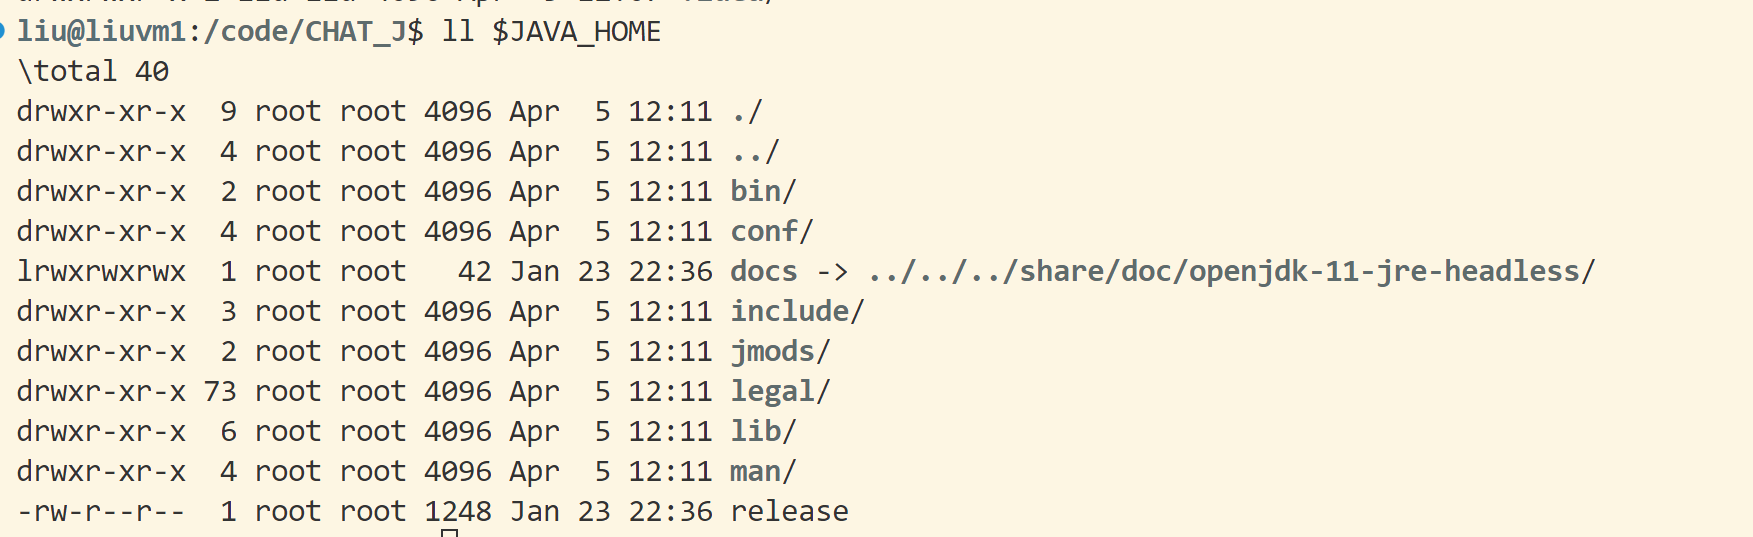 liu@liuvm1:/code/CHAT_J$ ll $JAVA_HOME
\total 40
drwxr-xr-x  9 root root 4096 Apr  5 12:11 ./
drwxr-xr-x  4 root root 4096 Apr  5 12:11 ../
drwxr-xr-x  2 root root 4096 Apr  5 12:11 bin/
drwxr-xr-x  4 root root 4096 Apr  5 12:11 conf/
lrwxrwxrwx  1 root root   42 Jan 23 22:36 docs -> ../../../share/doc/openjdk-11-jre-headless/
drwxr-xr-x  3 root root 4096 Apr  5 12:11 include/
drwxr-xr-x  2 root root 4096 Apr  5 12:11 jmods/
drwxr-xr-x 73 root root 4096 Apr  5 12:11 legal/
drwxr-xr-x  6 root root 4096 Apr  5 12:11 lib/
drwxr-xr-x  4 root root 4096 Apr  5 12:11 man/
-rw-r--r--  1 root root 1248 Jan 23 22:36 release